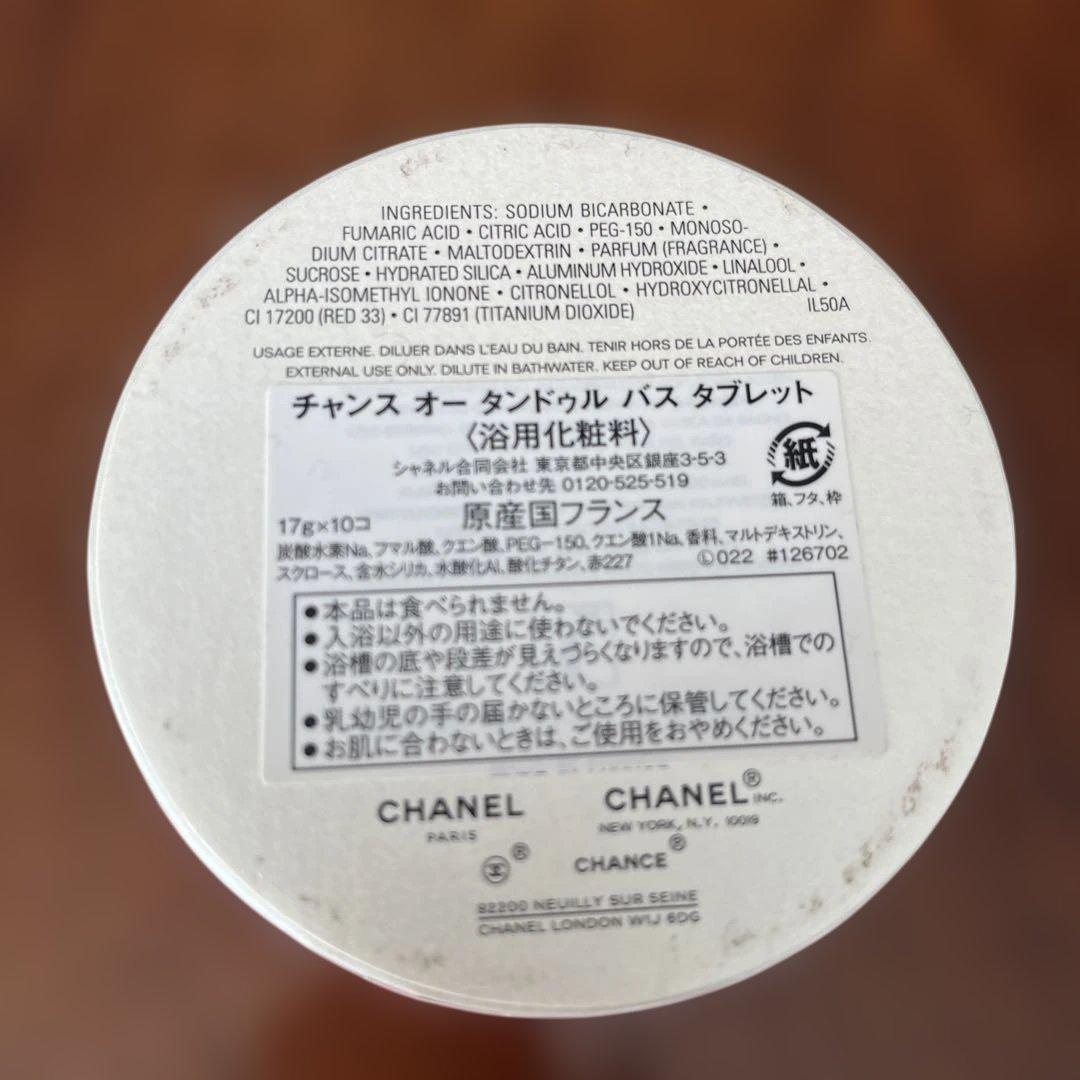 INGREDIENTS: SODIUM BICARBONATE •
FUMARIC ACID • CITRIC ACID • PEG-150 • MONOSO-
DIUM CITRATE • MALTODEXTRIN • PARFUM (FRAGRANCE) •
SUCROSE • HYDRATED SILICA • ALUMINUM HYDROXIDE • LINALOOL •
ALPHA-ISOMETHYL IONONE • CITRONELLOL • HYDROXYCITRONELLAL •
CI 17200 (RED 33) • CI 77891 (TITANIUM DIOXIDE) IL50A
USAGE EXTERNE. DILUER DANS L'EAU DU BAIN. TENIR HORS DE LA PORTÉE DES ENFANTS.
EXTERNAL USE ONLY. DILUTE IN BATHWATER. KEEP OUT OF REACH OF CHILDREN.
チャンス オー タンドゥル バス タブレット
〈浴用化粧料〉
紙
シャネル合同会社 東京都中央区銀座3-5-3
お問い合わせ先 0120-525-519
箱、フタ、枠
17g×10コ 原産国フランス
炭酸水素Na、フマル酸、クエン酸、PEG-150、クエン酸1Na、香料、マルトデキストリン、
スクロース、含水シリカ、水酸化Al、酸化チタン、赤227 Ⓛ022 #126702
●本品は食べられません。
●入浴以外の用途に使わないでください。
●浴槽の底や段差が見えづらくなりますので、浴槽での
すべりに注意してください。
●乳幼児の手の届かないところに保管してください。
●お肌に合わないときは、ご使用をおやめください。
CHANEL CHANEL® INC.
PARIS NEW YORK, N.Y. 10019
® CHANCE®
92200 NEUILLY SUR SEINE
CHANEL LONDON W1J 6DG